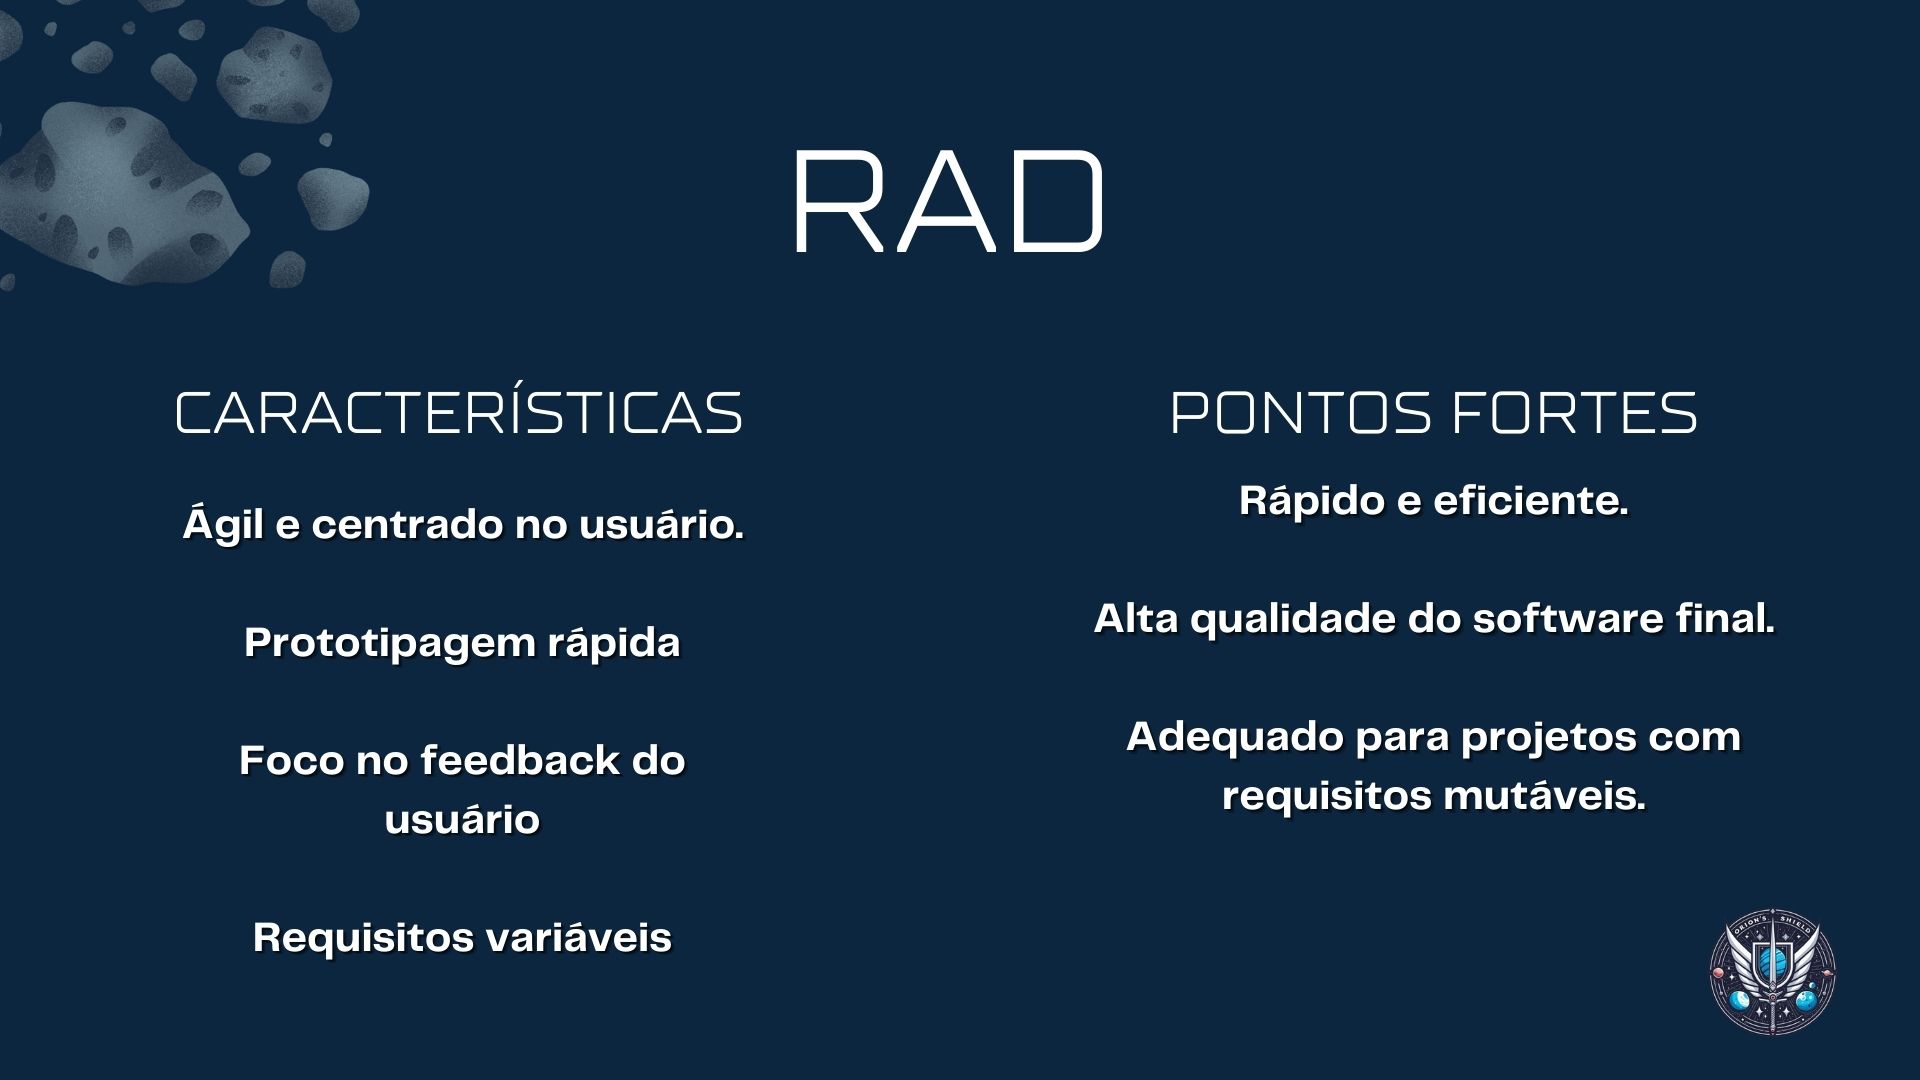 RAD
CARACTERÍSTICAS
Ágil e centrado no usuário.
Prototipagem rápida
Foco no feedback do
usuário
Requisitos variáveis
PONTOS FORTES
Rápido e eficiente.
Alta qualidade do software final.
Adequado para projetos com
requisitos mutáveis.
ORION'S SHIELD